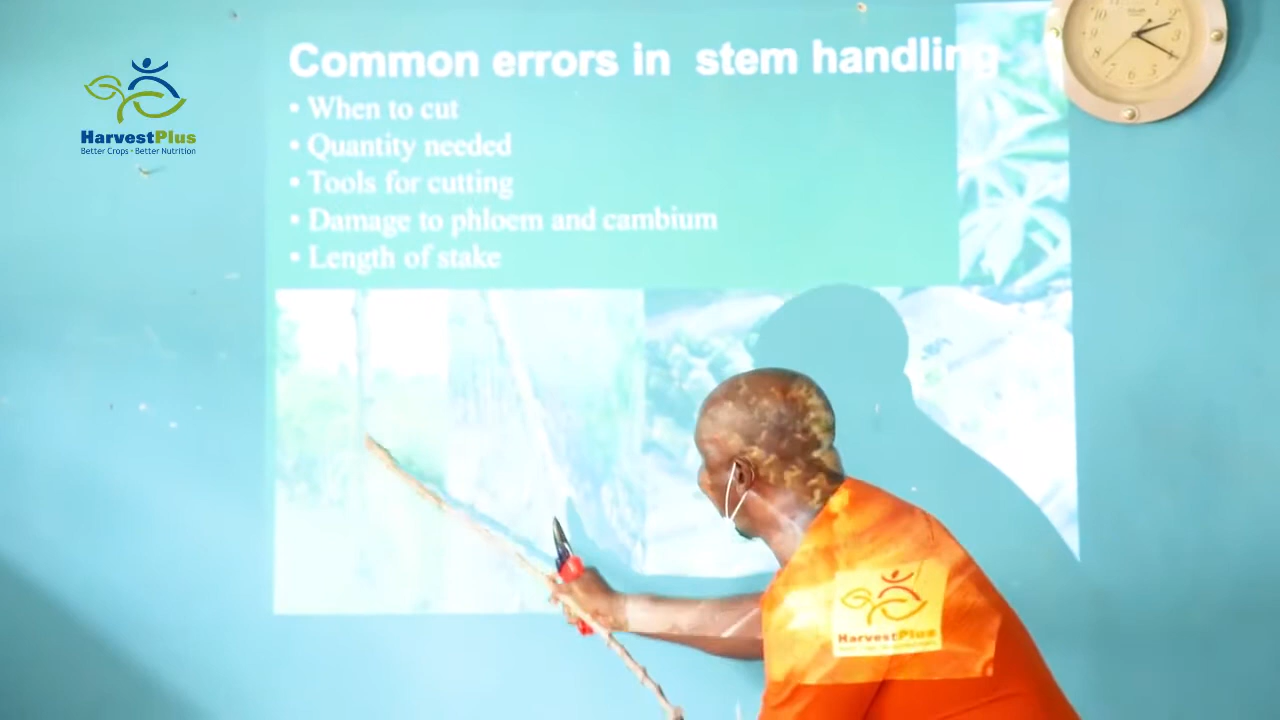 HarvestPlus
Better Crops • Better Nutrition
Common errors in stem handling
• When to cut
• Quantity needed
• Tools for cutting
• Damage to phloem and cambium
• Length of stake
HarvestPlus